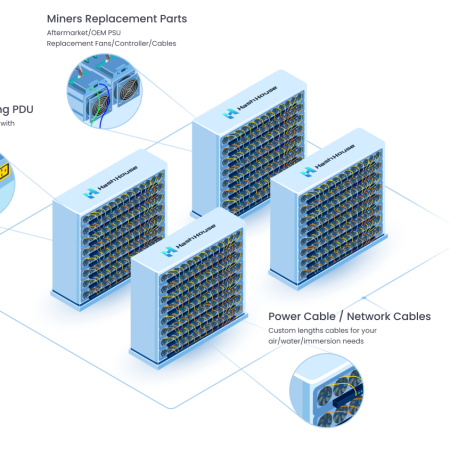 Miners Replacement Parts
Aftermarket/OEM PSU
Replacement Fans/Controller/Cables
ng PDU
with
HashHouse
HashHouse
HashHouse
HashHouse
Power Cable / Network Cables
Custom lengths cables for your
air/water/immersion needs